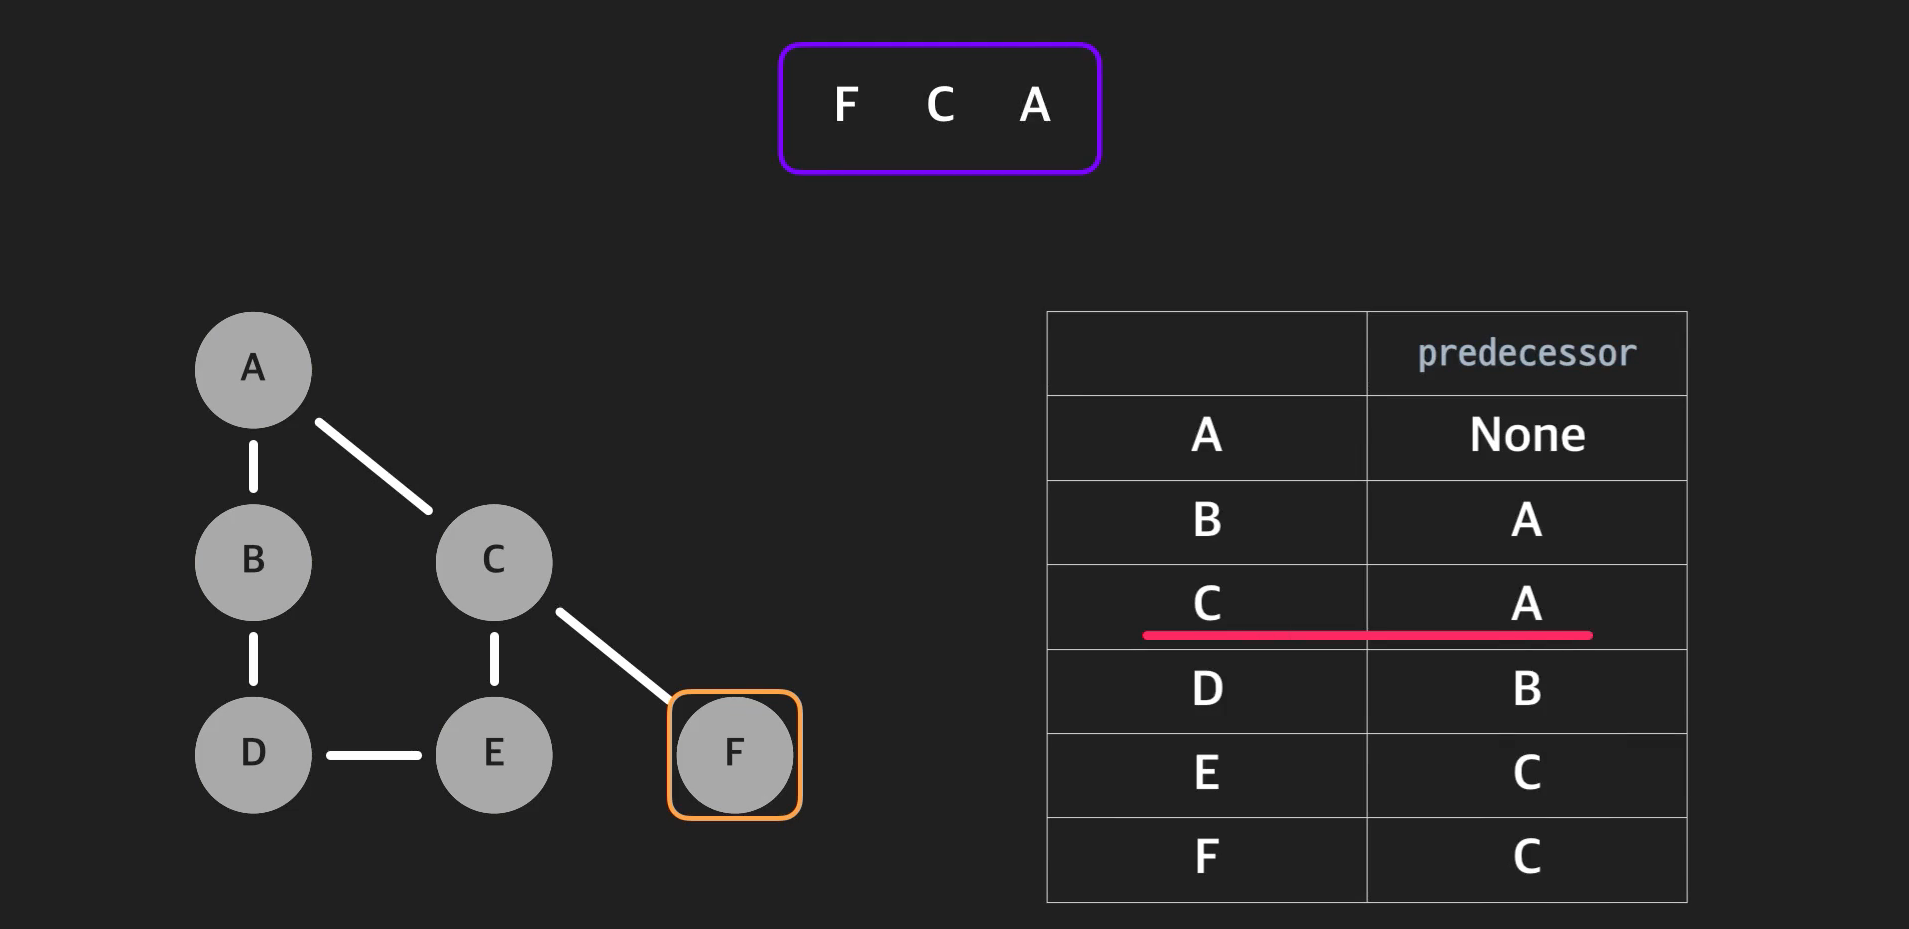 F C A
A
B C
D E F
predecessor
A None
B A
C A
D B
E C
F C